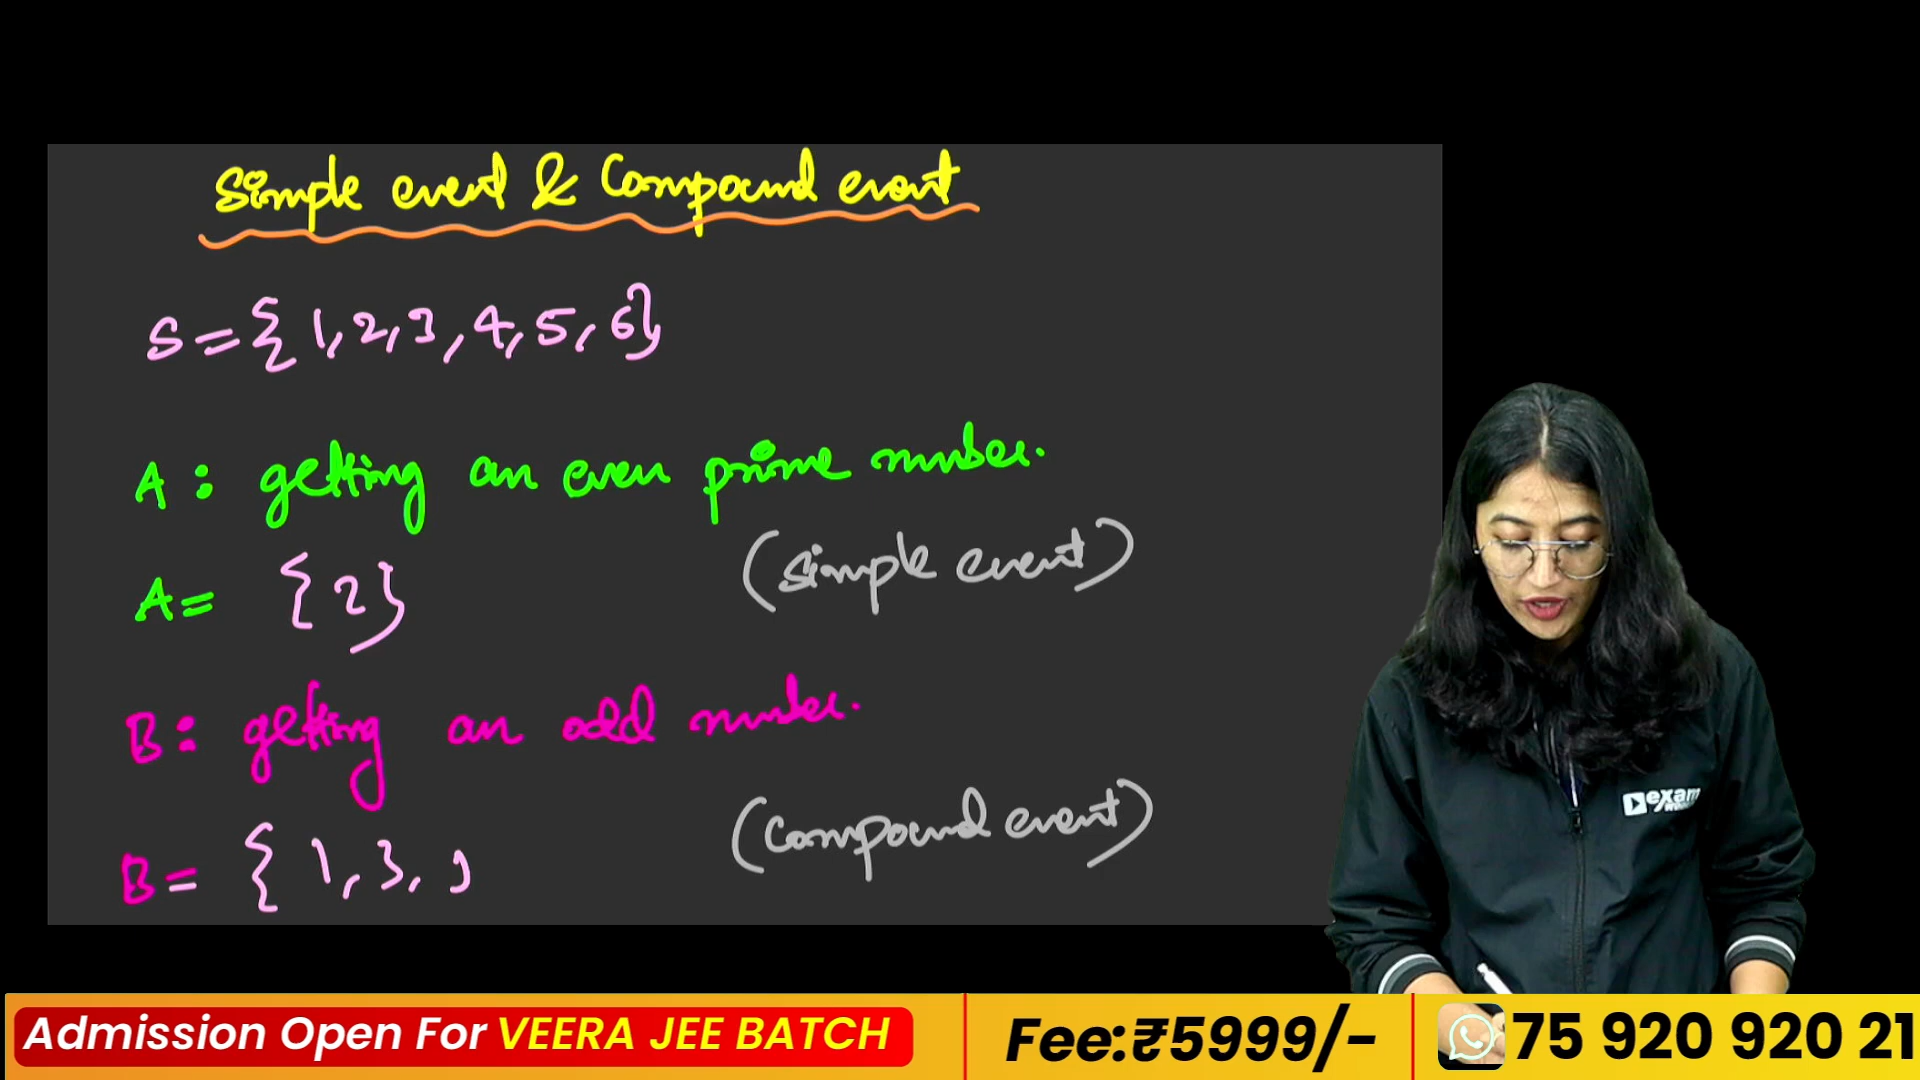 Simple event & Compound event
S = { 1, 2, 3, 4, 5, 6}
A : getting an even prime number.
(simple event)
A = { 2 }
B : getting an odd number.
(compound event)
B = { 1, 3,
exam
Admission Open For VEERA JEE BATCH
Fee:₹5999/-
75 920 920 21